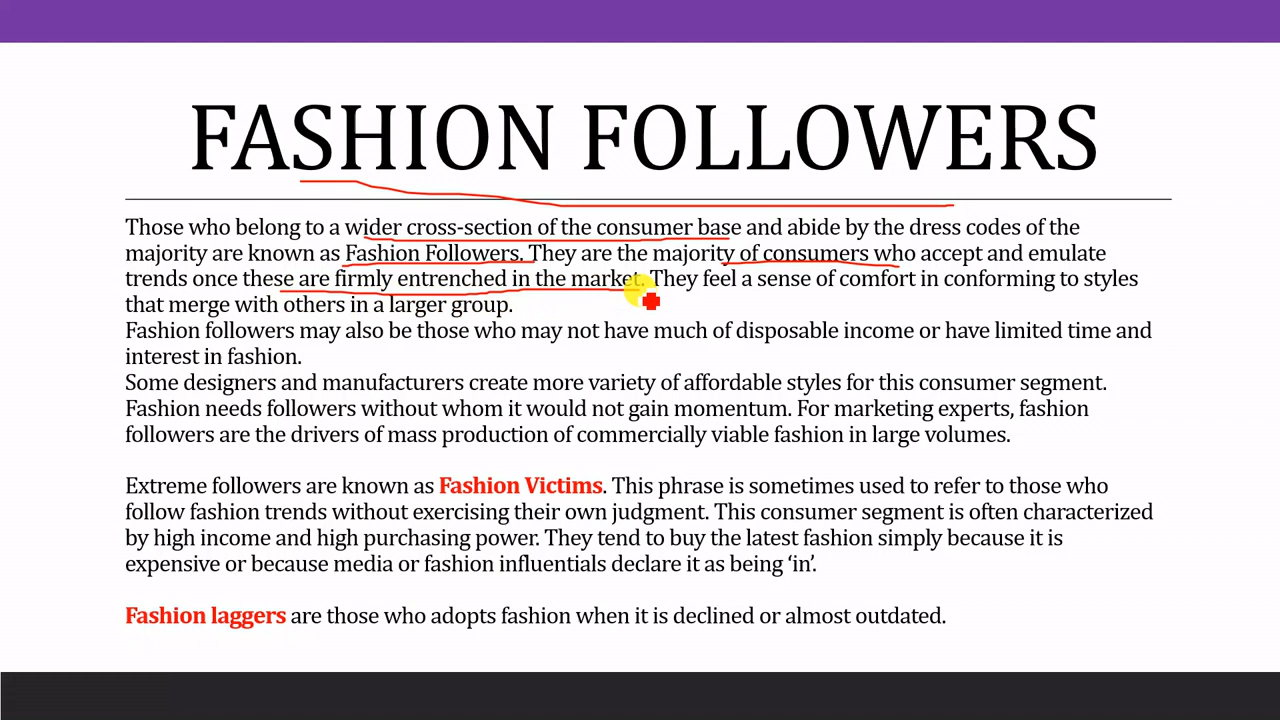 FASHION FOLLOWERS
Those who belong to a wider cross-section of the consumer base and abide by the dress codes of the
majority are known as Fashion Followers. They are the majority of consumers who accept and emulate
trends once these are firmly entrenched in the market. They feel a sense of comfort in conforming to styles
that merge with others in a larger group.
Fashion followers may also be those who may not have much of disposable income or have limited time and
interest in fashion.
Some designers and manufacturers create more variety of affordable styles for this consumer segment.
Fashion needs followers without whom it would not gain momentum. For marketing experts, fashion
followers are the drivers of mass production of commercially viable fashion in large volumes.
Extreme followers are known as Fashion Victims. This phrase is sometimes used to refer to those who
follow fashion trends without exercising their own judgment. This consumer segment is often characterized
by high income and high purchasing power. They tend to buy the latest fashion simply because it is
expensive or because media or fashion influentials declare it as being ‘in’.
Fashion laggers are those who adopts fashion when it is declined or almost outdated.